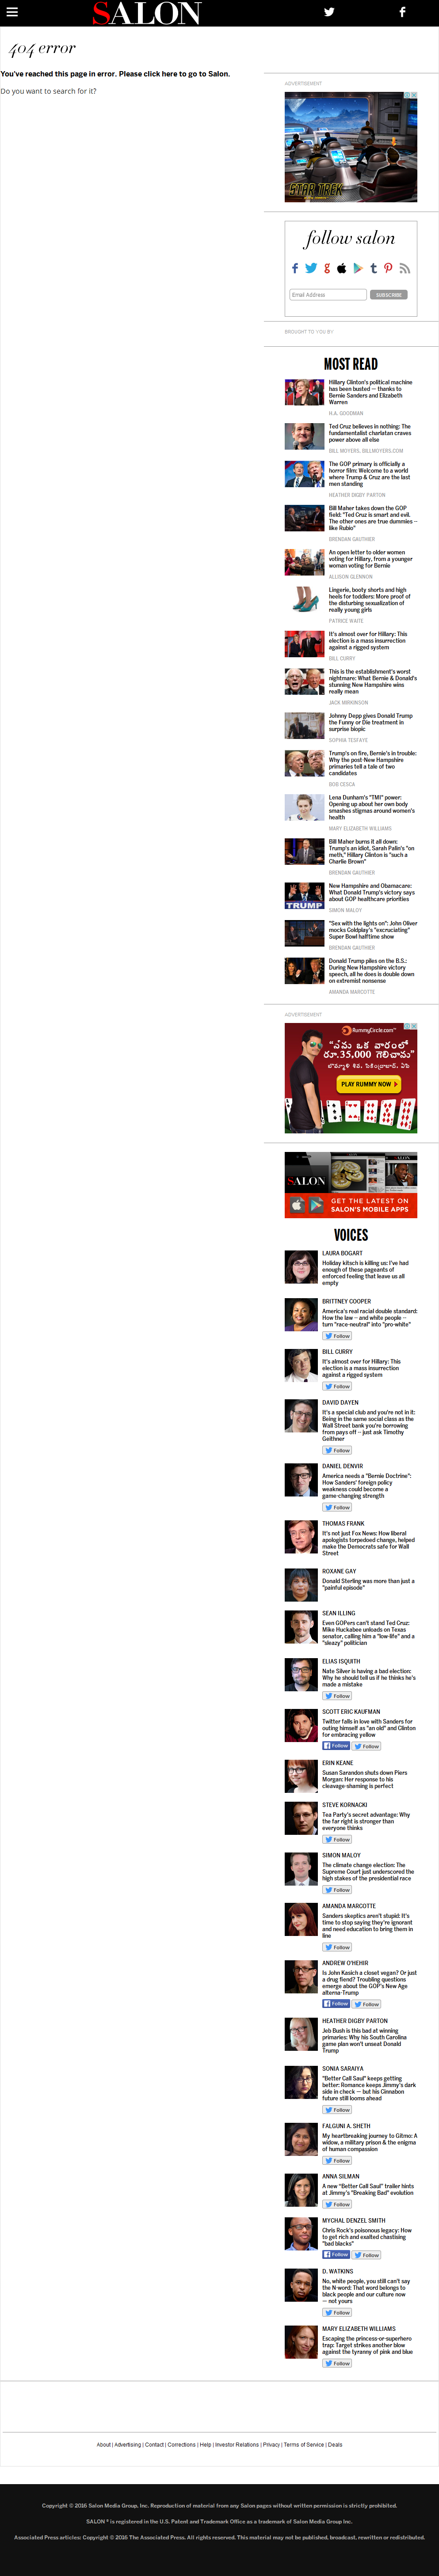 SALON
404 error
You've reached this page in error. Please click here to go to Salon.
Do you want to search for it?
ADVERTISEMENT
STAR TREK
follow salon
Email Address
SUBSCRIBE
BROUGHT TO YOU BY
MOST READ
Hillary Clinton's political machine
has been busted — thanks to
Bernie Sanders and Elizabeth
Warren
H.A. GOODMAN
Ted Cruz believes in nothing: The
fundamentalist charlatan craves
power above all else
BILL MOYERS, BILLMOYERS.COM
The GOP primary is officially a
horror film: Welcome to a world
where Trump & Cruz are the last
men standing
HEATHER DIGBY PARTON
Bill Maher takes down the GOP
field: "Ted Cruz is smart and evil.
The other ones are true dummies –
like Rubio"
BRENDAN GAUTHIER
An open letter to older women
voting for Hillary, from a younger
woman voting for Bernie
ALLISON GLENNON
Lingerie, booty shorts and high
heels for toddlers: More proof of
the disturbing sexualization of
really young girls
PATRICE WAITE
It's almost over for Hillary: This
election is a mass insurrection
against a rigged system
BILL CURRY
This is the establishment's worst
nightmare: What Bernie & Donald's
stunning New Hampshire wins
really mean
JACK MIRKINSON
Johnny Depp gives Donald Trump
the Funny or Die treatment in
surprise biopic
SOPHIA TESFAYE
Trump's on fire, Bernie's in trouble:
Why the post-New Hampshire
primaries tell a tale of two
candidates
BOB CESCA
Lena Dunham's "TMI" power:
Opening up about her own body
smashes stigmas around women's
health
MARY ELIZABETH WILLIAMS
Bill Maher burns it all down:
Trump's an idiot, Sarah Palin's "on
meth," Hillary Clinton is "such a
Charlie Brown"
BRENDAN GAUTHIER
TRUMP
New Hampshire and Obamacare:
What Donald Trump's victory says
about GOP healthcare priorities
SIMON MALOY
"Sex with the lights on": John Oliver
mocks Coldplay's "excruciating"
Super Bowl halftime show
BRENDAN GAUTHIER
Donald Trump piles on the B.S.:
During New Hampshire victory
speech, all he does is double down
on extremist nonsense
AMANDA MARCOTTE
ADVERTISEMENT
RummyCircle.com
"నేను ఒక వారంలో
రూ.35,000 గెలిచాను"
PLAY RUMMY NOW
SALON
GET THE LATEST ON
SALON'S MOBILE APPS
VOICES
LAURA BOGART
Holiday kitsch is killing us: I've had
enough of these pageants of
enforced feeling that leave us all
empty
BRITTNEY COOPER
America's real racial double standard:
How the law – and white people –
turn "race-neutral" into "pro-white"
Follow
BILL CURRY
It's almost over for Hillary: This
election is a mass insurrection
against a rigged system
Follow
DAVID DAYEN
It's a special club and you're not in it:
Being in the same social class as the
Wall Street bank you're borrowing
from pays off – just ask Timothy
Geithner
Follow
DANIEL DENVIR
America needs a "Bernie Doctrine":
How Sanders' foreign policy
weakness could become a
game-changing strength
Follow
THOMAS FRANK
It's not just Fox News: How liberal
apologists torpedoed change, helped
make the Democrats safe for Wall
Street
ROXANE GAY
Donald Sterling was more than just a
"painful episode"
SEAN ILLING
Even GOPers can't stand Ted Cruz:
Mike Huckabee unloads on Texas
senator, calling him a "low-life" and a
"sleazy" politician
ELIAS ISQUITH
Nate Silver is having a bad election:
Why he should tell us if he thinks he's
made a mistake
Follow
SCOTT ERIC KAUFMAN
Twitter falls in love with Sanders for
outing himself as "an old" and Clinton
for embracing yellow
Follow Follow
ERIN KEANE
Susan Sarandon shuts down Piers
Morgan: Her response to his
cleavage-shaming is perfect
STEVE KORNACKI
Tea Party's secret advantage: Why
the far right is stronger than
everyone thinks
Follow
SIMON MALOY
The climate change election: The
Supreme Court just underscored the
high stakes of the presidential race
Follow
AMANDA MARCOTTE
Sanders skeptics aren't stupid: It's
time to stop saying they're ignorant
and need education to bring them in
line
Follow
ANDREW O'HEHIR
Is John Kasich a closet vegan? Or just
a drug fiend? Troubling questions
emerge about the GOP's New Age
alterna-Trump
Follow Follow
HEATHER DIGBY PARTON
Jeb Bush is this bad at winning
primaries: Why his South Carolina
game plan won't unseat Donald
Trump
SONIA SARAIYA
"Better Call Saul" keeps getting
better: Romance keeps Jimmy's dark
side in check — but his Cinnabon
future still looms ahead
Follow
FALGUNI A. SHETH
My heartbreaking journey to Gitmo: A
widow, a military prison & the enigma
of human compassion
Follow
ANNA SILMAN
A new "Better Call Saul" trailer hints
at Jimmy's "Breaking Bad" evolution
Follow
MYCHAL DENZEL SMITH
Chris Rock's poisonous legacy: How
to get rich and exalted chastising
"bad blacks"
Follow Follow
D. WATKINS
No, white people, you still can't say
the N-word: That word belongs to
black people and our culture now
— not yours
Follow
MARY ELIZABETH WILLIAMS
Escaping the princess-or-superhero
trap: Target strikes another blow
against the tyranny of pink and blue
Follow
About | Advertising | Contact | Corrections | Help | Investor Relations | Privacy | Terms of Service | Deals
Copyright © 2016 Salon Media Group, Inc. Reproduction of material from any Salon pages without written permission is strictly prohibited.
SALON ® is registered in the U.S. Patent and Trademark Office as a trademark of Salon Media Group Inc.
Associated Press articles: Copyright © 2016 The Associated Press. All rights reserved. This material may not be published, broadcast, rewritten or redistributed.